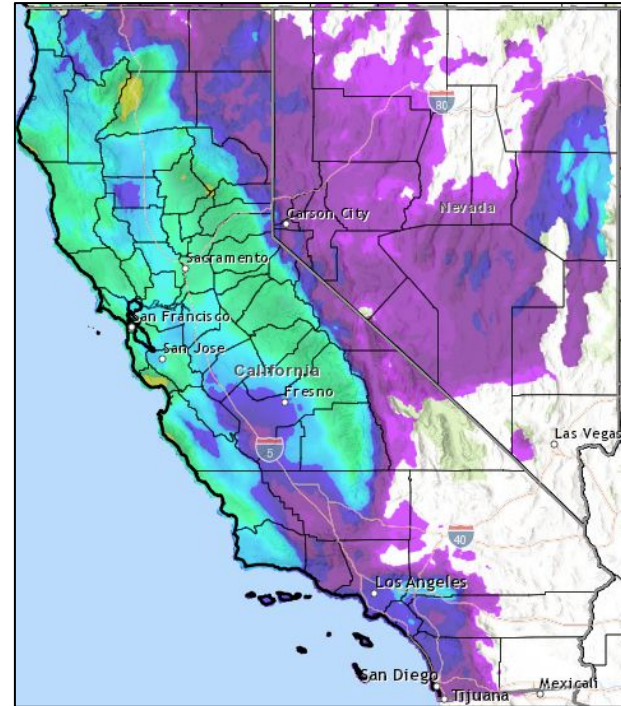 80
Carson City
Nevada
Sacramento
San Francisco
San Jose
California
Fresno
5
Las Vegas
40
Los Angeles
San Diego
Mexicali
Tijuana